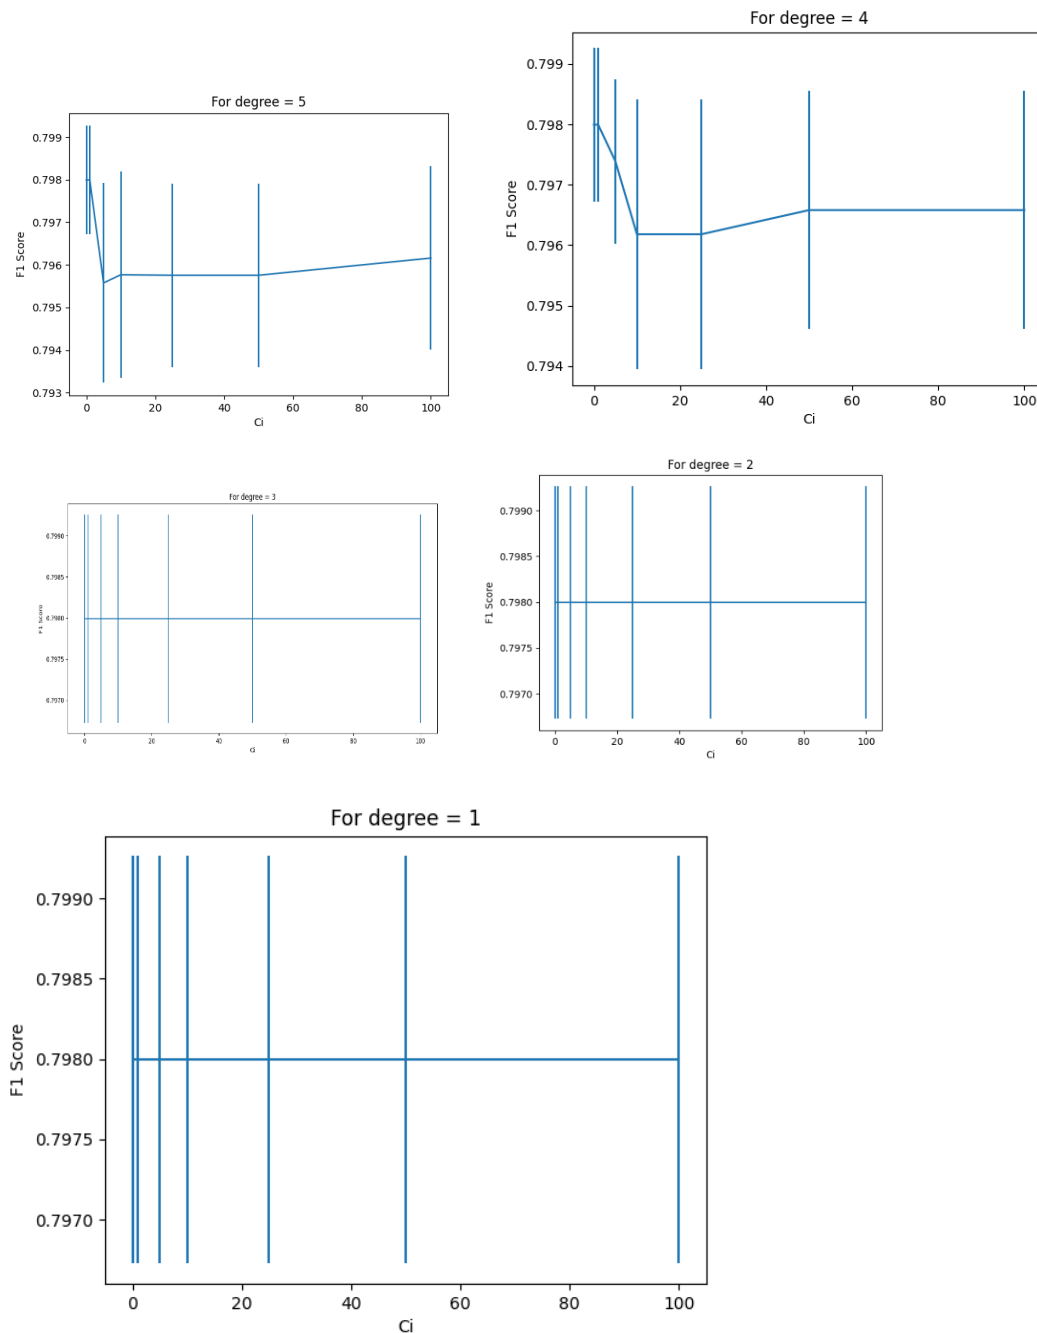 For degree = 5
0.799
0.798
0.797
0.796
0.795
0.794
0.793
F1 Score
0 20 40 60 80 100
Ci
For degree = 4
0.799
0.798
0.797
0.796
0.795
0.794
F1 Score
0 20 40 60 80 100
Ci
For degree = 3
0.7990
0.7985
0.7980
0.7975
0.7970
F1 Score
0 20 40 60 80 100
Ci
For degree = 2
0.7990
0.7985
0.7980
0.7975
0.7970
F1 Score
0 20 40 60 80 100
Ci
For degree = 1
0.7990
0.7985
0.7980
0.7975
0.7970
F1 Score
0 20 40 60 80 100
Ci